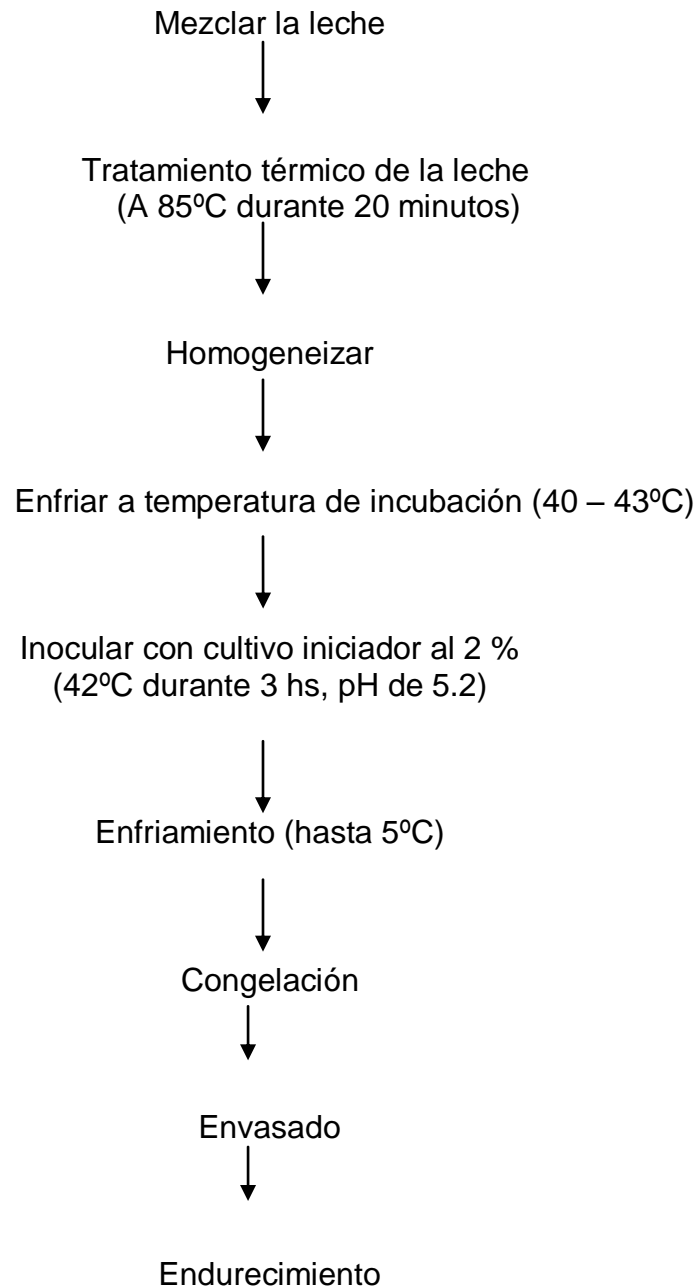 Mezclar la leche
Tratamiento térmico de la leche
(A 85ºC durante 20 minutos)
Homogeneizar
Enfriar a temperatura de incubación (40 – 43ºC)
Inocular con cultivo iniciador al 2 %
(42ºC durante 3 hs, pH de 5.2)
Enfriamiento (hasta 5ºC)
Congelación
Envasado
Endurecimiento